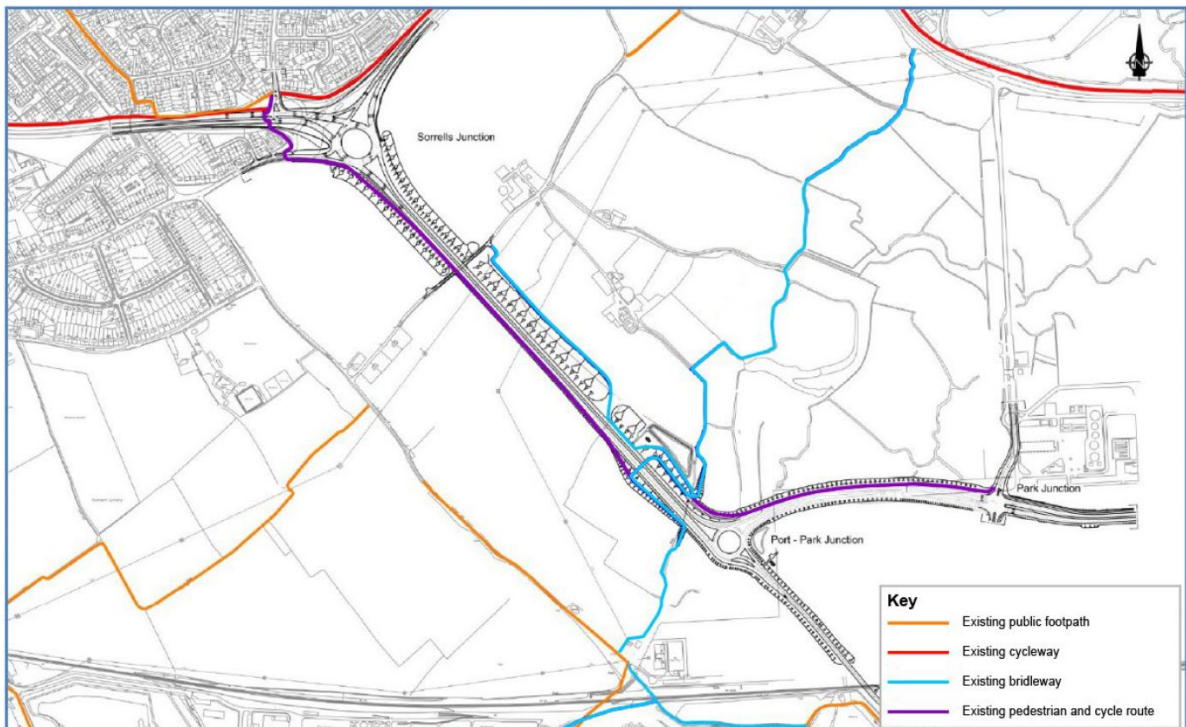 N
Sorrells Junction
Park Junction
Port - Park Junction
Key
Existing public footpath
Existing cycleway
Existing bridleway
Existing pedestrian and cycle route